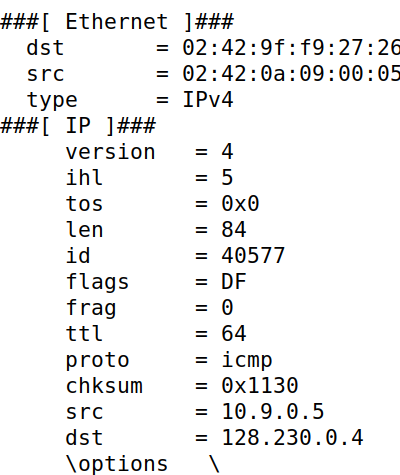 ###[ Ethernet ]###
  dst       = 02:42:9f:f9:27:26
  src       = 02:42:0a:09:00:05
  type      = IPv4
###[ IP ]###
     version   = 4
     ihl       = 5
     tos       = 0x0
     len       = 84
     id        = 40577
     flags     = DF
     frag      = 0
     ttl       = 64
     proto     = icmp
     chksum    = 0x1130
     src       = 10.9.0.5
     dst       = 128.230.0.4
     \options   \